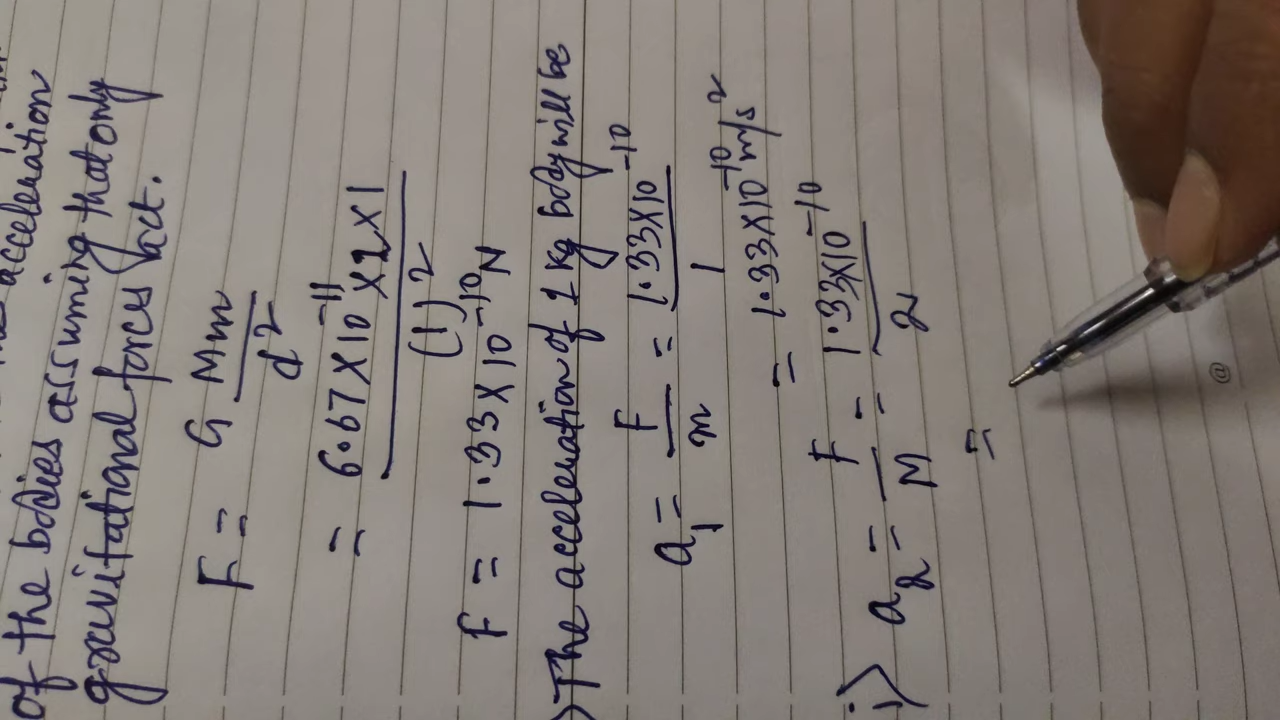 acceleration
of the bodies assuming that only
gravitational forces act.
F = G Mm / d²
= 6.67 × 10⁻¹¹ × 2 × 1 / (1)²
F = 1.33 × 10⁻¹⁰ N
) The acceleration of 1 kg body will be
a₁ = F / m = 1.33 × 10⁻¹⁰ / 1
= 1.33 × 10⁻¹⁰ m/s²
i) a₂ = F / M = 1.33 × 10⁻¹⁰ / 2
=